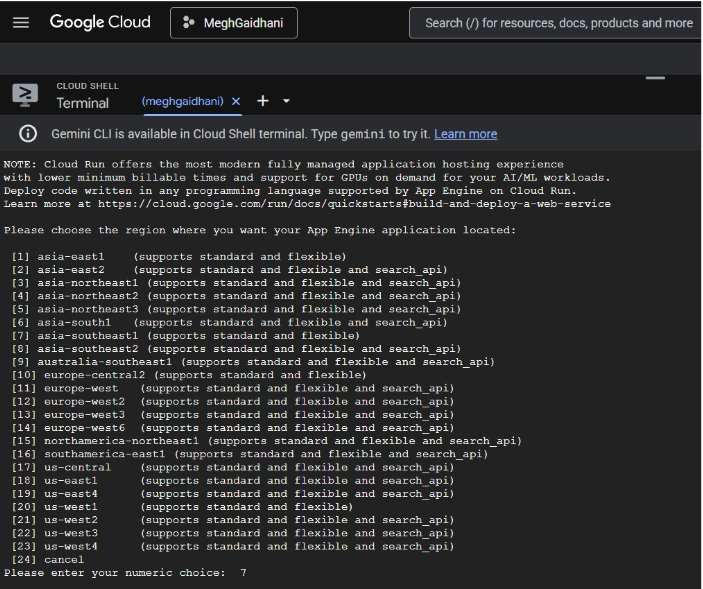 Google Cloud MeghGaidhani Search (/) for resources, docs, products and more
CLOUD SHELL
Terminal (meghgaidhani) × +
Gemini CLI is available in Cloud Shell terminal. Type gemini to try it. Learn more
NOTE: Cloud Run offers the most modern fully managed application hosting experience
with lower minimum billable times and support for GPUs on demand for your AI/ML workloads.
Deploy code written in any programming language supported by App Engine on Cloud Run.
Learn more at https://cloud.google.com/run/docs/quickstarts#build-and-deploy-a-web-service
Please choose the region where you want your App Engine application located:
[1] asia-east1 (supports standard and flexible)
[2] asia-east2 (supports standard and flexible and search_api)
[3] asia-northeast1 (supports standard and flexible and search_api)
[4] asia-northeast2 (supports standard and flexible and search_api)
[5] asia-northeast3 (supports standard and flexible and search_api)
[6] asia-south1 (supports standard and flexible and search_api)
[7] asia-southeast1 (supports standard and flexible)
[8] asia-southeast2 (supports standard and flexible and search_api)
[9] australia-southeast1 (supports standard and flexible and search_api)
[10] europe-central2 (supports standard and flexible)
[11] europe-west (supports standard and flexible and search_api)
[12] europe-west2 (supports standard and flexible and search_api)
[13] europe-west3 (supports standard and flexible and search_api)
[14] europe-west6 (supports standard and flexible and search_api)
[15] northamerica-northeast1 (supports standard and flexible and search_api)
[16] southamerica-east1 (supports standard and flexible and search_api)
[17] us-central (supports standard and flexible and search_api)
[18] us-east1 (supports standard and flexible and search_api)
[19] us-east4 (supports standard and flexible and search_api)
[20] us-west1 (supports standard and flexible)
[21] us-west2 (supports standard and flexible and search_api)
[22] us-west3 (supports standard and flexible and search_api)
[23] us-west4 (supports standard and flexible and search_api)
[24] cancel
Please enter your numeric choice: 7